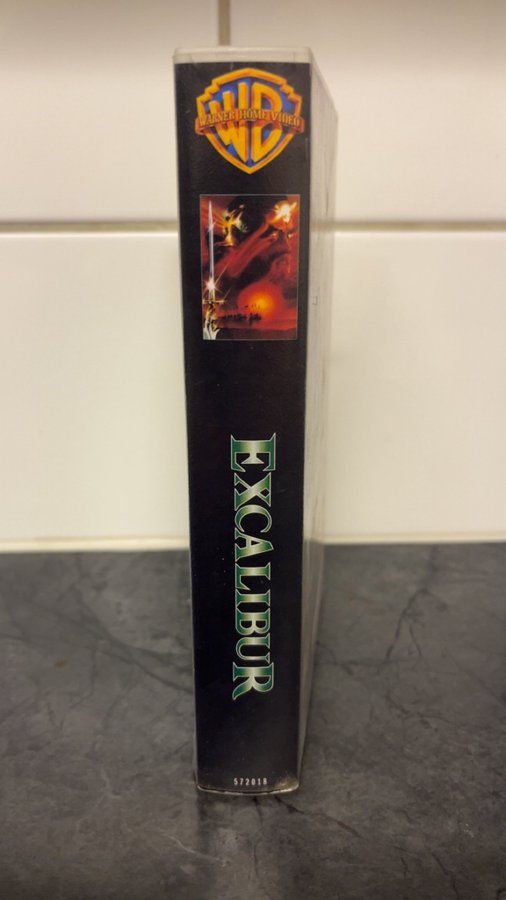 WB
WARNER HOME VIDEO
EXCALIBUR
572018